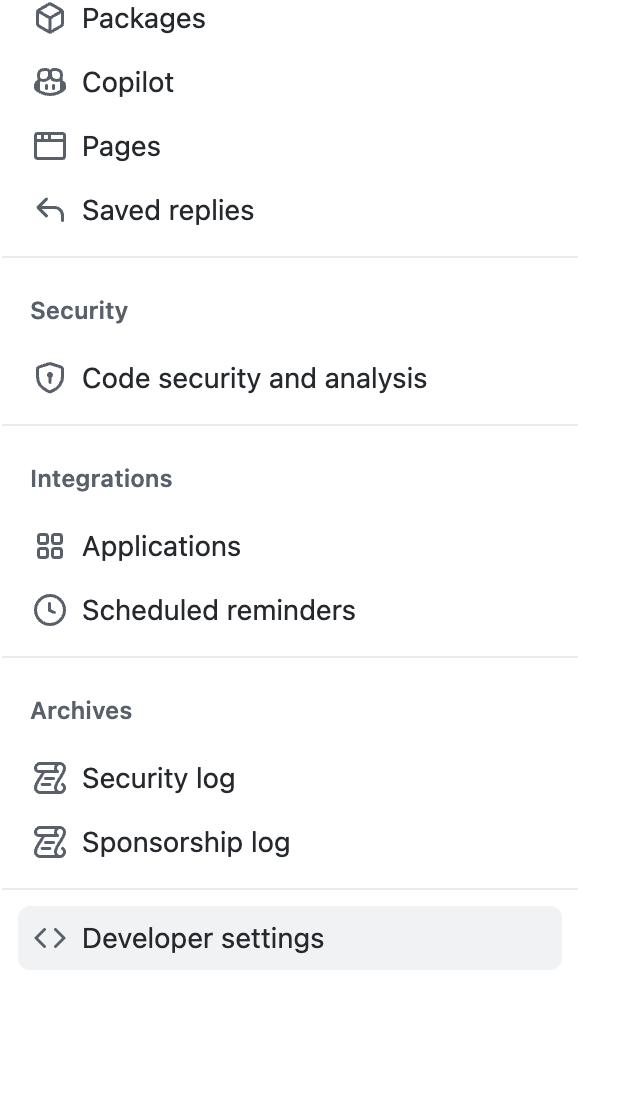 Packages
Copilot
Pages
Saved replies
Security
Code security and analysis
Integrations
Applications
Scheduled reminders
Archives
Security log
Sponsorship log
Developer settings